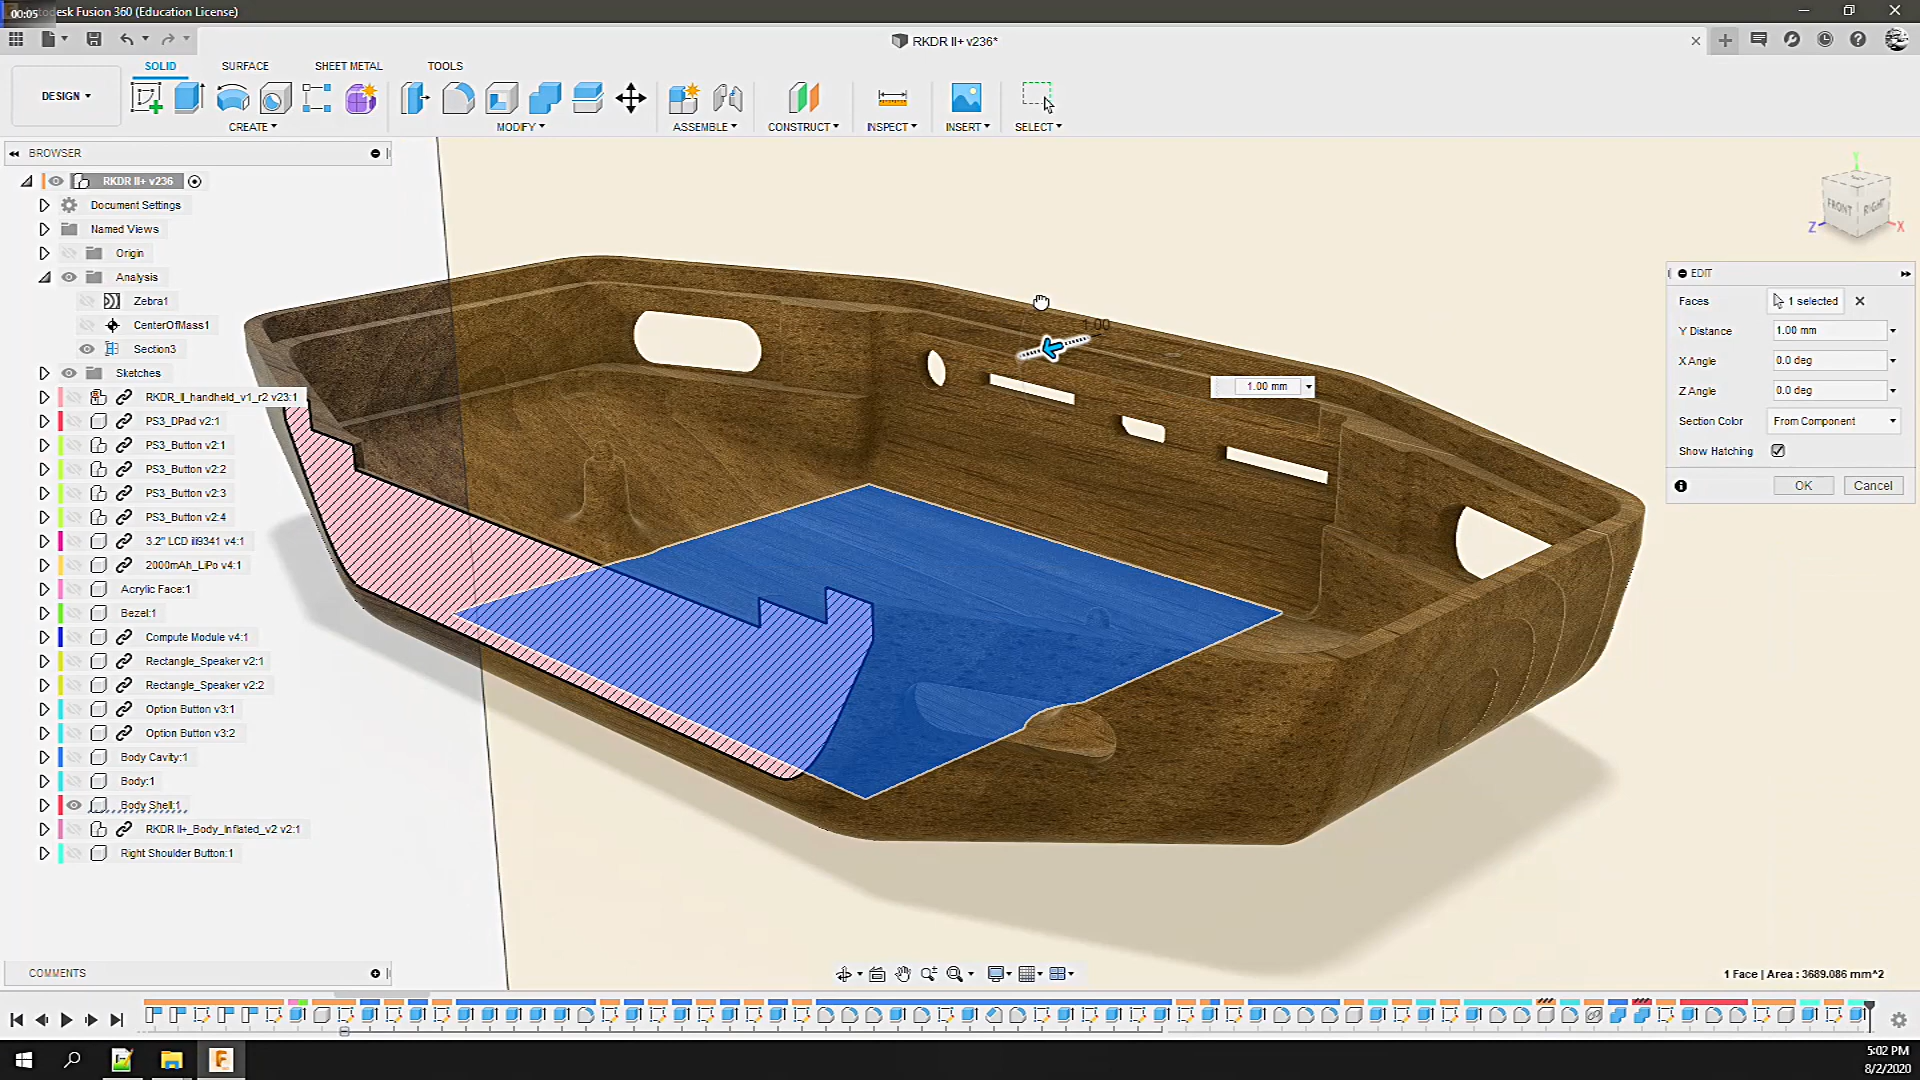 00:05
Autodesk Fusion 360 (Education License)
RKDR II+ v236*
DESIGN
SOLID
SURFACE
SHEET METAL
TOOLS
CREATE
MODIFY
ASSEMBLE
CONSTRUCT
INSPECT
INSERT
SELECT
BROWSER
RKDR II+ v236
Document Settings
Named Views
Origin
Analysis
Zebra1
CenterOfMass1
Section3
Sketches
RKDR_II_handheld_v1_r2 v23:1
PS3_DPad v2:1
PS3_Button v2:1
PS3_Button v2:2
PS3_Button v2:3
PS3_Button v2:4
3.2" LCD ili9341 v4:1
2000mAh_LiPo v4:1
Acrylic Face:1
Bezel:1
Compute Module v4:1
Rectangle_Speaker v2:1
Rectangle_Speaker v2:2
Option Button v3:1
Option Button v3:2
Body Cavity:1
Body:1
Body Shell:1
RKDR II+_Body_Inflated_v2 v2:1
Right Shoulder Button:1
1.00
1.00 mm
Y
FRONT
RIGHT
Z
X
EDIT
Faces 1 selected
Y Distance 1.00 mm
X Angle 0.0 deg
Z Angle 0.0 deg
Section Color From Component
Show Hatching
OK Cancel
COMMENTS
1 Face | Area : 3689.086 mm^2
5:02 PM
8/2/2020